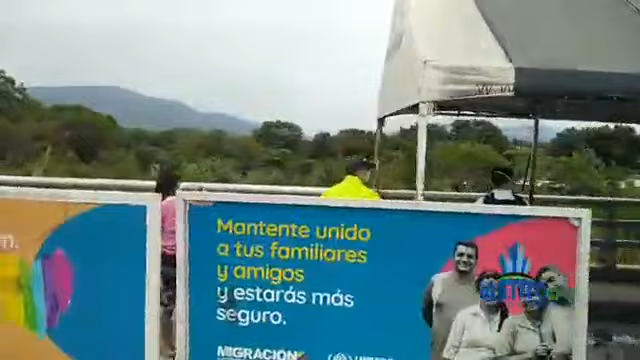 Mantente unido
a tus familiares
y amigos
y estarás más
seguro.
MIGRACIÓN